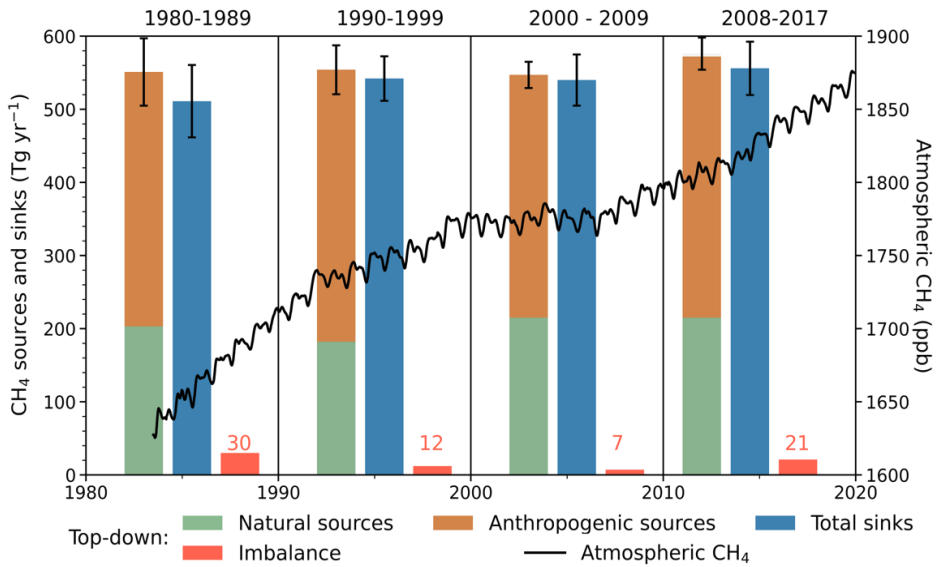 1980-1989 1990-1999 2000 - 2009 2008-2017
600 1900
500 1850
400 1800
300 1750
200 1700
100 1650
0 1600
30 12 7 21
1980 1990 2000 2010 2020
CH₄ sources and sinks (Tg yr⁻¹)
Atmospheric CH₄ (ppb)
Top-down:
Natural sources Anthropogenic sources Total sinks
Imbalance Atmospheric CH₄